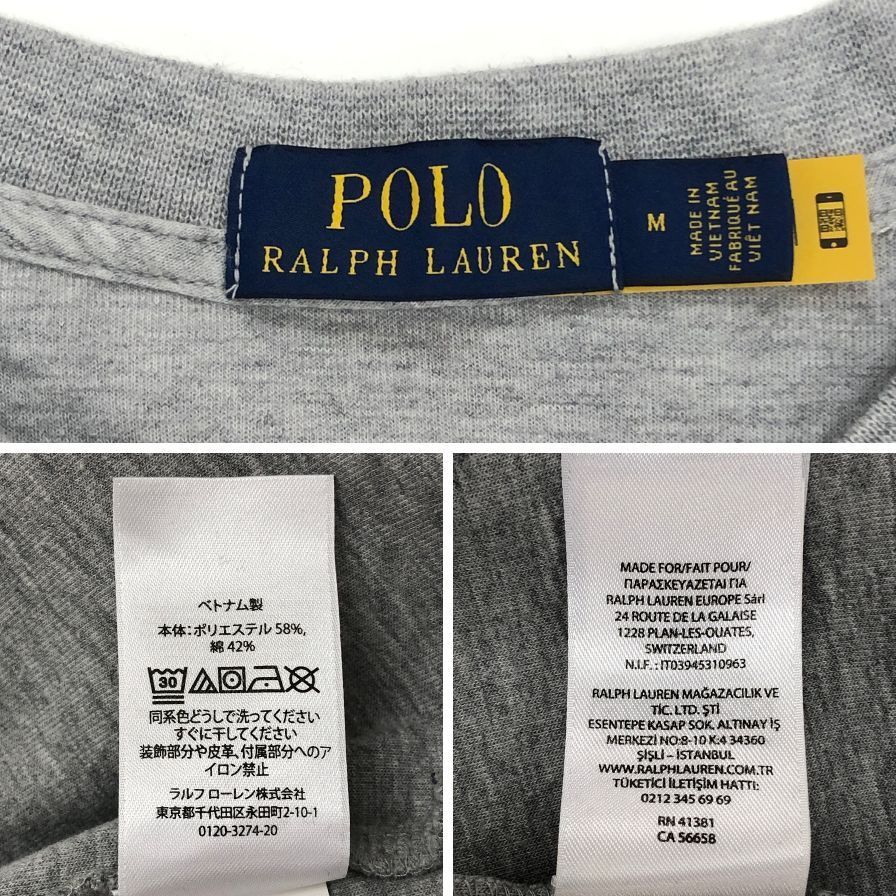 POLO
RALPH LAUREN
M
MADE IN
VIETNAM
FABRIQUÉ AU
VIÊT NAM
ベトナム製
本体：ポリエステル 58%,
綿 42%
30
同系色どうしで洗ってください
すぐに干してください
装飾部分や皮革、付属部分へのア
イロン禁止
ラルフ ローレン株式会社
東京都千代田区永田町2-10-1
0120-3274-20
MADE FOR/FAIT POUR/
ΠΑΡΑΣΚΕΥΑΖΕΤΑΙ ΓΙΑ
RALPH LAUREN EUROPE Sárl
24 ROUTE DE LA GALAISE
1228 PLAN-LES-OUATES,
SWITZERLAND
N.I.F. : IT03945310963
RALPH LAUREN MAĞAZACILIK VE
TİC. LTD. ŞTİ
ESENTEPE KASAP SOK. ALTINAY İŞ
MERKEZİ NO:8-10 K:4 34360
ŞİŞLİ – İSTANBUL
WWW.RALPHLAUREN.COM.TR
TÜKETİCİ İLETİŞİM HATTI:
0212 345 69 69
RN 41381
CA 56658